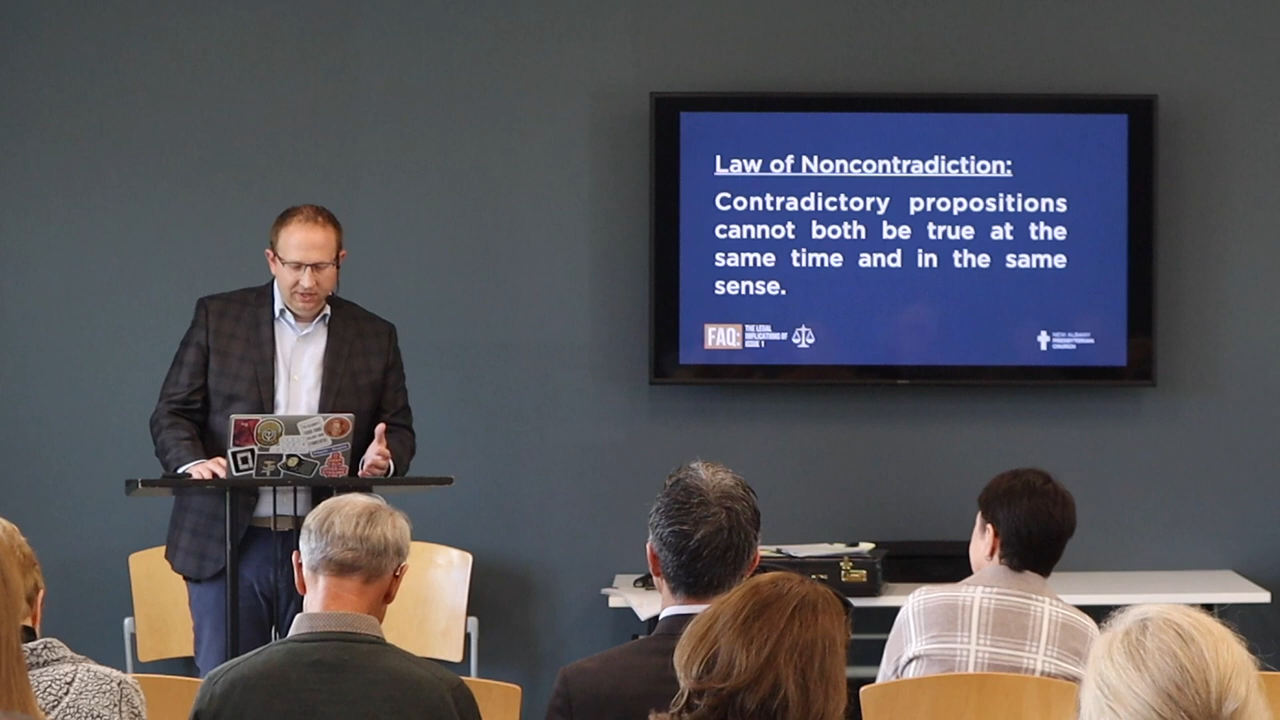 Law of Noncontradiction:
Contradictory propositions
cannot both be true at the
same time and in the same
sense.
FAQ:
THE LEGAL
IMPLICATIONS OF
ISSUE 1
NEW ALBANY
PRESBYTERIAN
CHURCH